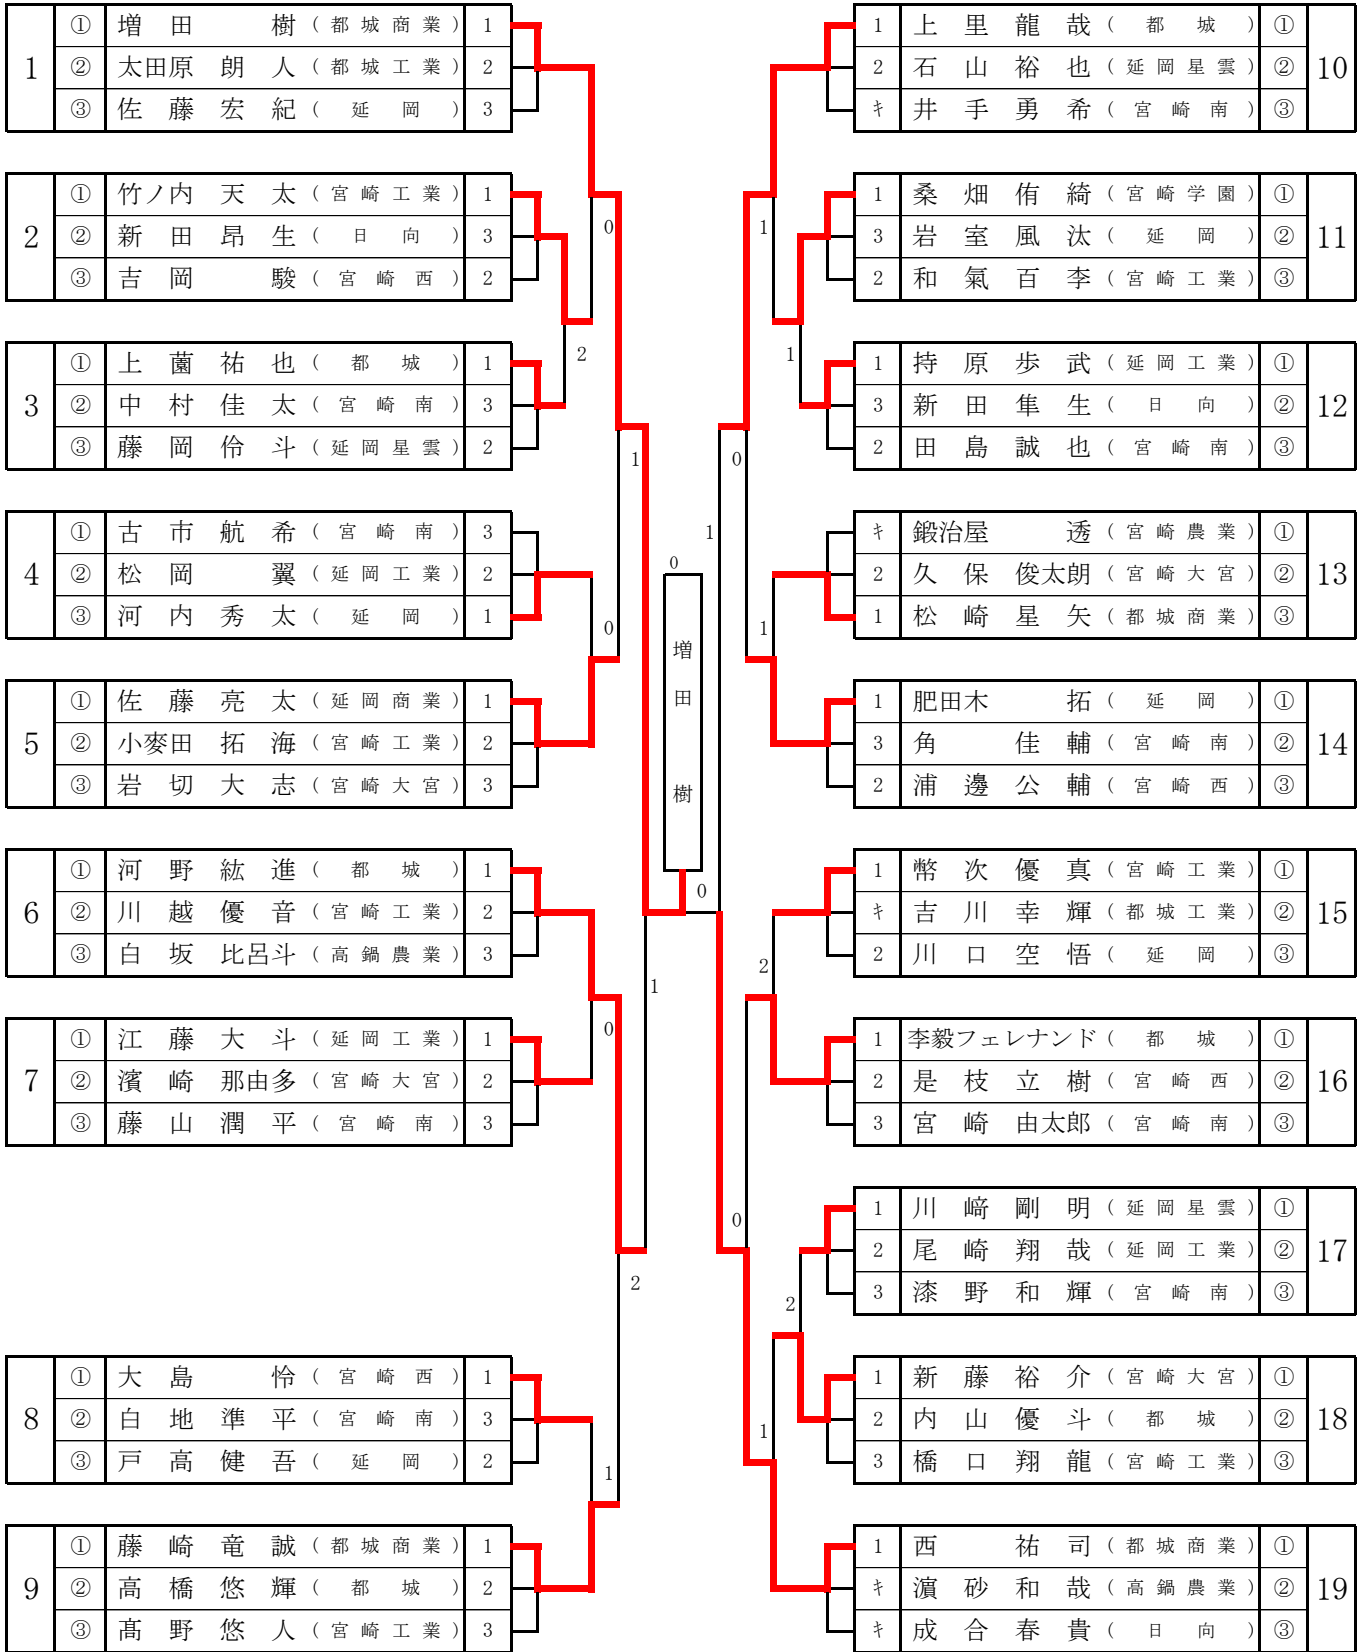 1
① 増田 樹 (都城商業) 1
② 太田原 朗人 (都城工業) 2
③ 佐藤宏紀 (延岡) 3
2
① 竹ノ内 天太 (宮崎工業) 1
② 新田昂生 (日向) 3
③ 吉岡 駿 (宮崎西) 2
3
① 上薗祐也 (都城) 1
② 中村佳太 (宮崎南) 3
③ 藤岡伶斗 (延岡星雲) 2
4
① 古市航希 (宮崎南) 3
② 松岡 翼 (延岡工業) 2
③ 河内秀太 (延岡) 1
5
① 佐藤亮太 (延岡商業) 1
② 小麥田 拓海 (宮崎工業) 2
③ 岩切大志 (宮崎大宮) 3
6
① 河野紘進 (都城) 1
② 川越優音 (宮崎工業) 2
③ 白坂 比呂斗 (高鍋農業) 3
7
① 江藤大斗 (延岡工業) 1
② 濱崎 那由多 (宮崎大宮) 2
③ 藤山潤平 (宮崎南) 3
8
① 大島 怜 (宮崎西) 1
② 白地準平 (宮崎南) 3
③ 戸高健吾 (延岡) 2
9
① 藤崎竜誠 (都城商業) 1
② 高橋悠輝 (都城) 2
③ 髙野悠人 (宮崎工業) 3
0
2
1
0
0
1
2
1
0
増田 樹
0
1
1
1
0
1
2
0
2
1
1 上里龍哉 (都城) ①
2 石山裕也 (延岡星雲) ②
キ 井手勇希 (宮崎南) ③
10
1 桑畑侑綺 (宮崎学園) ①
3 岩室風汰 (延岡) ②
2 和氣百李 (宮崎工業) ③
11
1 持原歩武 (延岡工業) ①
3 新田隼生 (日向) ②
2 田島誠也 (宮崎南) ③
12
キ 鍛治屋 透 (宮崎農業) ①
2 久保 俊太朗 (宮崎大宮) ②
1 松崎星矢 (都城商業) ③
13
1 肥田木 拓 (延岡) ①
3 角 佳輔 (宮崎南) ②
2 浦邊公輔 (宮崎西) ③
14
1 幣次優真 (宮崎工業) ①
キ 吉川幸輝 (都城工業) ②
2 川口空悟 (延岡) ③
15
1 李毅フェレナンド (都城) ①
2 是枝立樹 (宮崎西) ②
3 宮崎 由太郎 (宮崎南) ③
16
1 川﨑剛明 (延岡星雲) ①
2 尾崎翔哉 (延岡工業) ②
3 漆野和輝 (宮崎南) ③
17
1 新藤裕介 (宮崎大宮) ①
2 内山優斗 (都城) ②
3 橋口翔龍 (宮崎工業) ③
18
1 西 祐司 (都城商業) ①
キ 濵砂和哉 (高鍋農業) ②
キ 成合春貴 (日向) ③
19